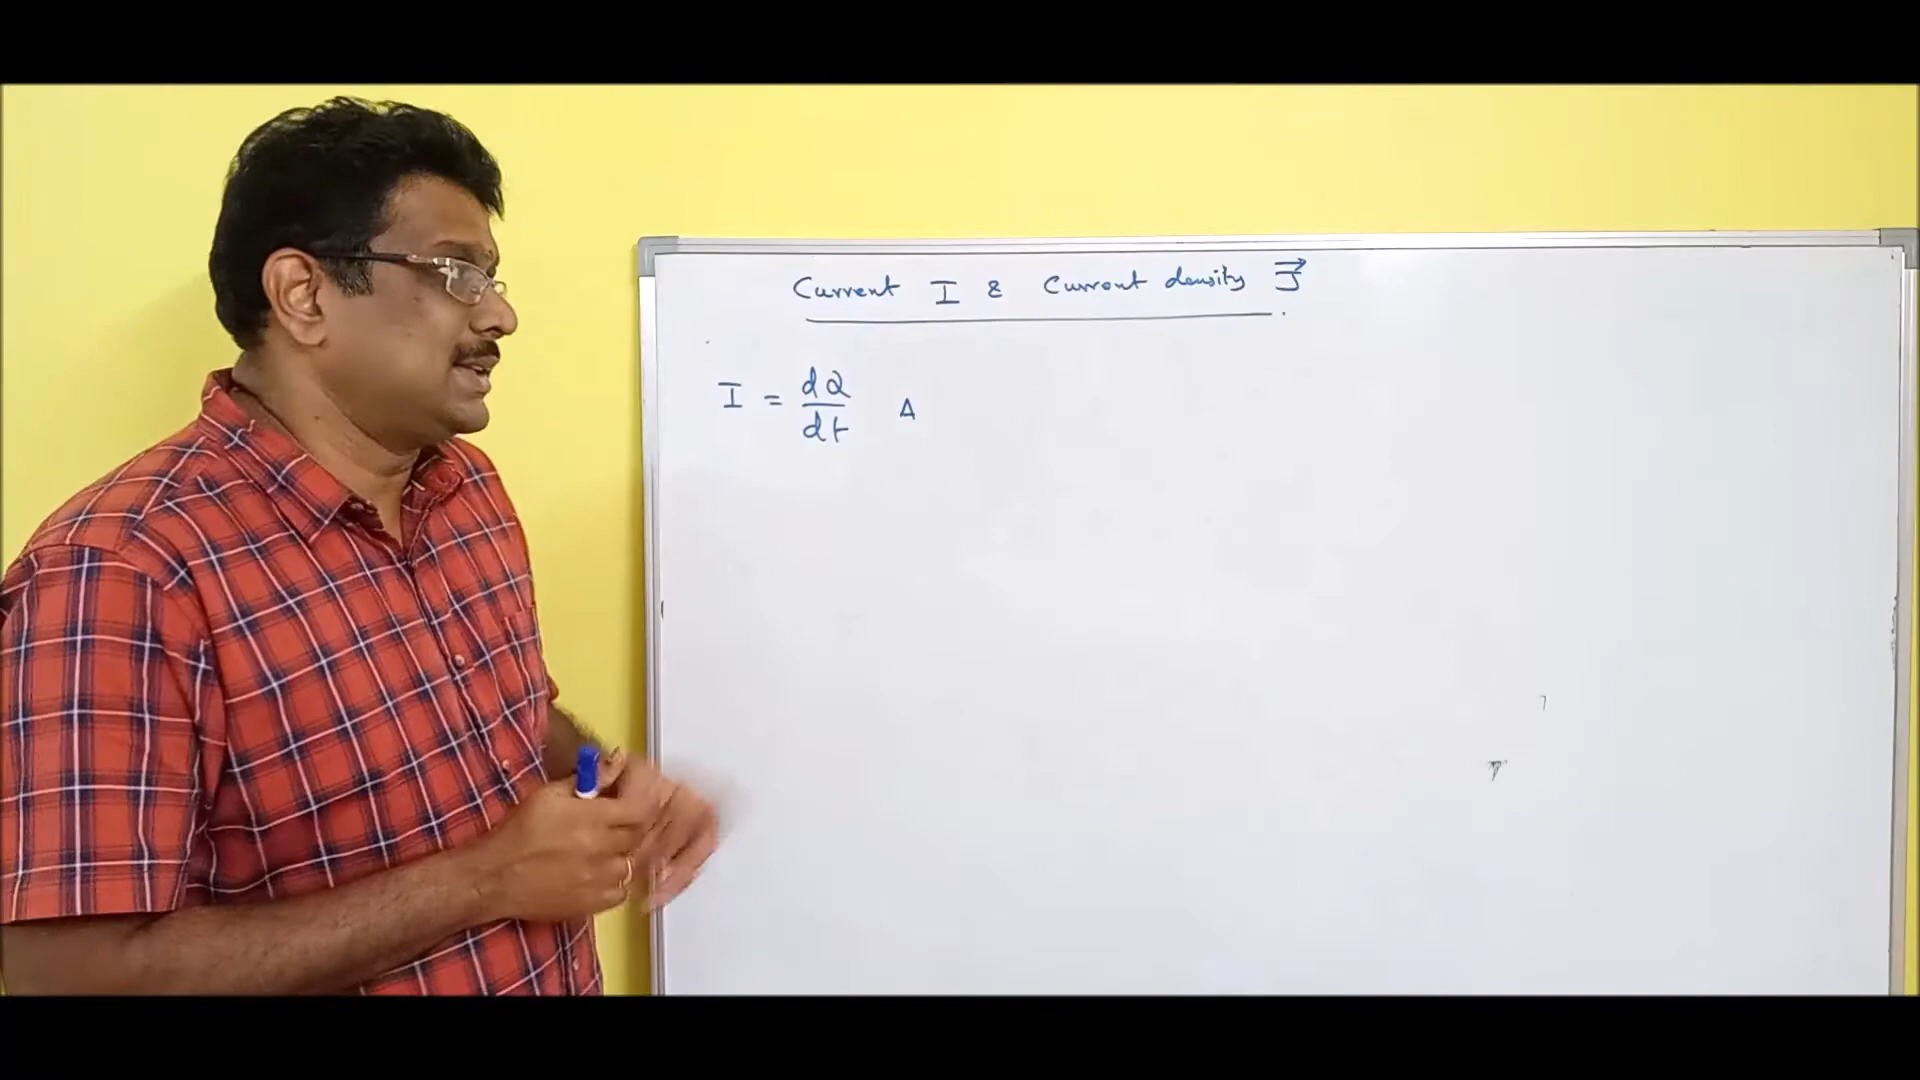 Current I & Current density J⃗
I = dQ/dt A